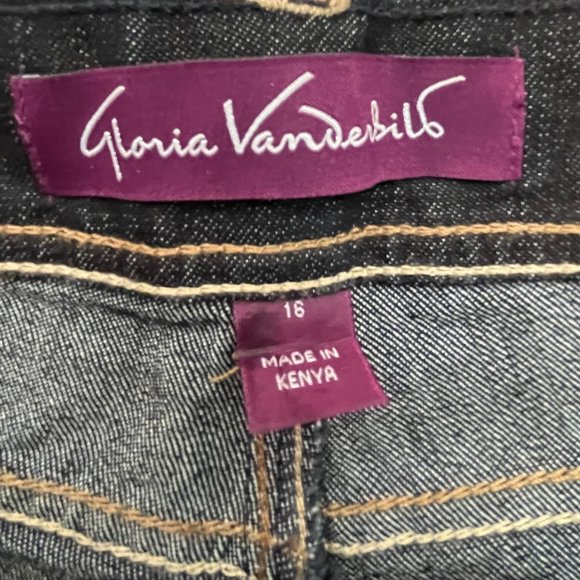 Gloria Vanderbilt
16
MADE IN
KENYA